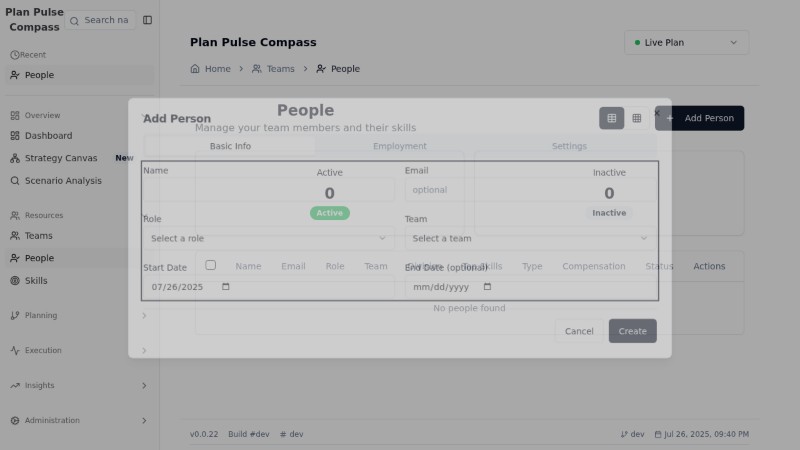 Plan Pulse
Compass
Search na
Recent
People
Overview
Dashboard
Strategy Canvas New
Scenario Analysis
Resources
Teams
People
Skills
Planning
Execution
Insights
Administration
Plan Pulse Compass
Live Plan
Home Teams People
People
Manage your team members and their skills
Add Person
Active
0
Active
Inactive
0
Inactive
Name Email Role Team Skills Type Compensation Status Actions
No people found
Add Person
Basic Info Employment Settings
Name
Email
optional
Role
Select a role
Team
Select a team
Start Date
07/26/2025
End Date (optional)
mm/dd/yyyy
Cancel Create
v0.0.22 Build #dev # dev
dev Jul 26, 2025, 09:40 PM